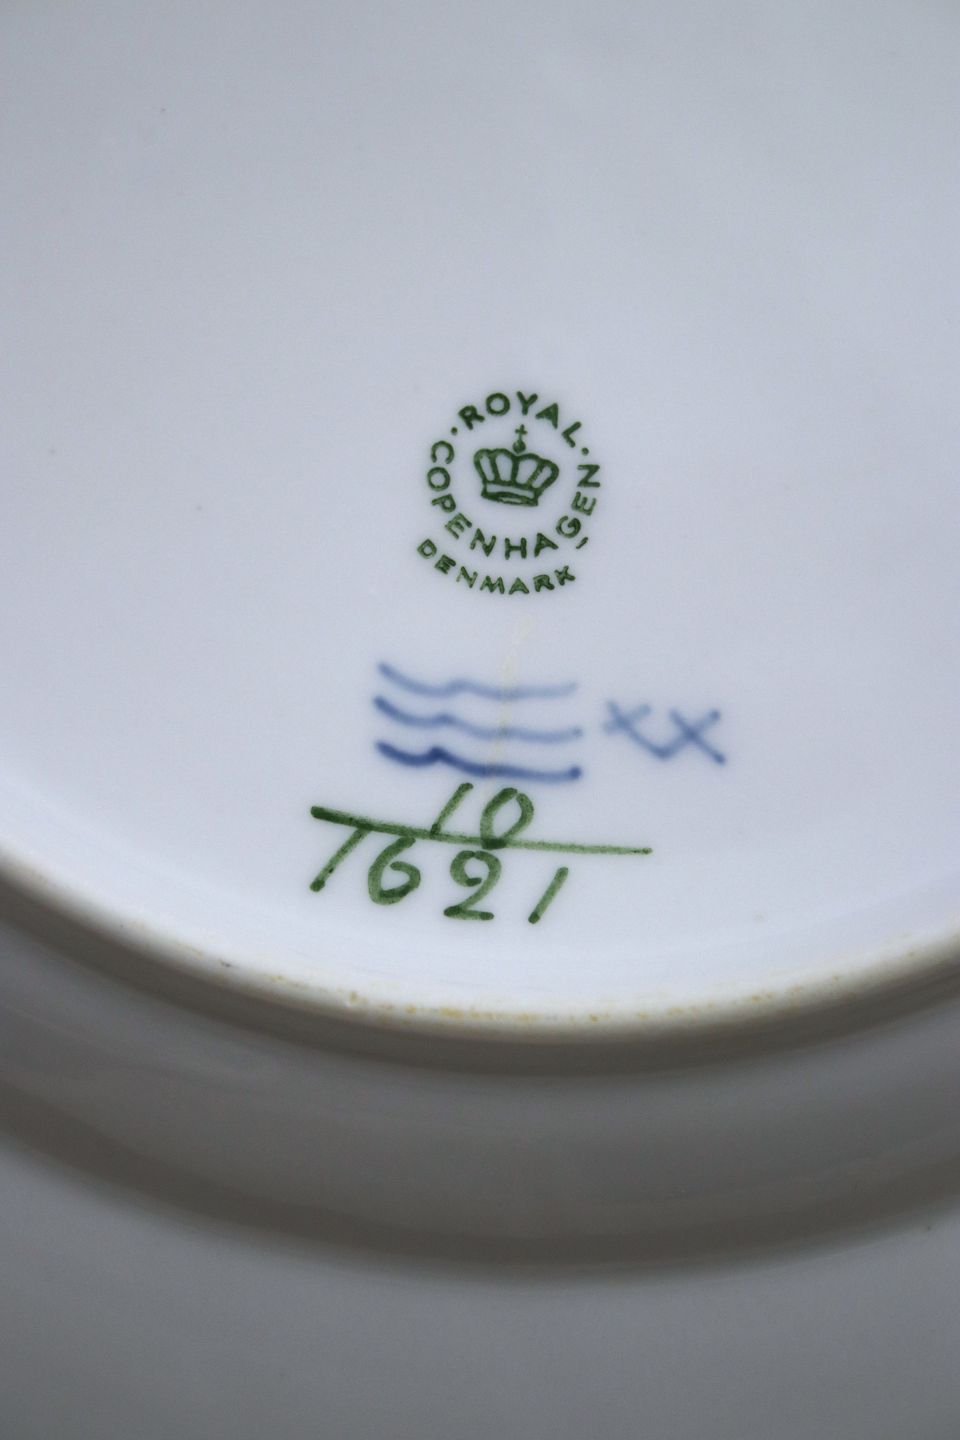 ROYAL
COPENHAGEN
DENMARK
XX
10
1621